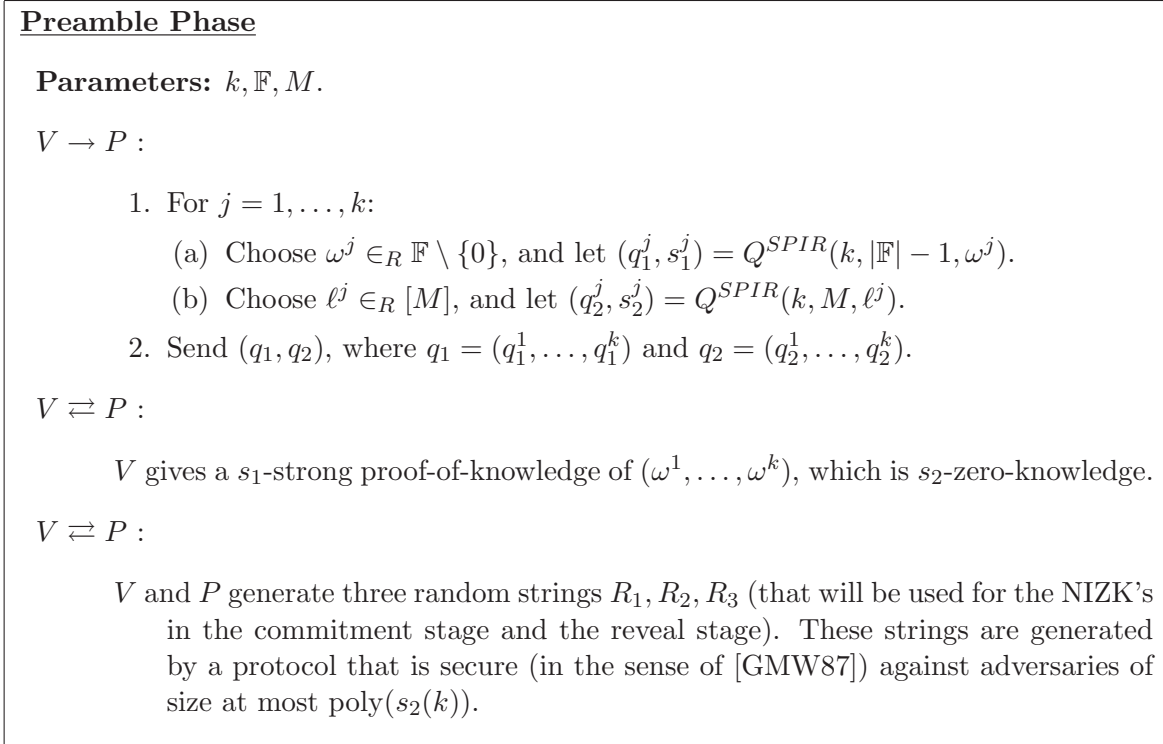 Preamble Phase
Parameters: k, 𝔽, M.
V → P :
1. For j = 1, . . . , k:
(a) Choose ω^j ∈_R 𝔽 \ {0}, and let (q_1^j, s_1^j) = Q^{SPIR}(k, |𝔽| − 1, ω^j).
(b) Choose ℓ^j ∈_R [M], and let (q_2^j, s_2^j) = Q^{SPIR}(k, M, ℓ^j).
2. Send (q_1, q_2), where q_1 = (q_1^1, . . . , q_1^k) and q_2 = (q_2^1, . . . , q_2^k).
V ⇄ P :
V gives a s_1-strong proof-of-knowledge of (ω^1, . . . , ω^k), which is s_2-zero-knowledge.
V ⇄ P :
V and P generate three random strings R_1, R_2, R_3 (that will be used for the NIZK's
in the commitment stage and the reveal stage). These strings are generated
by a protocol that is secure (in the sense of [GMW87]) against adversaries of
size at most poly(s_2(k)).